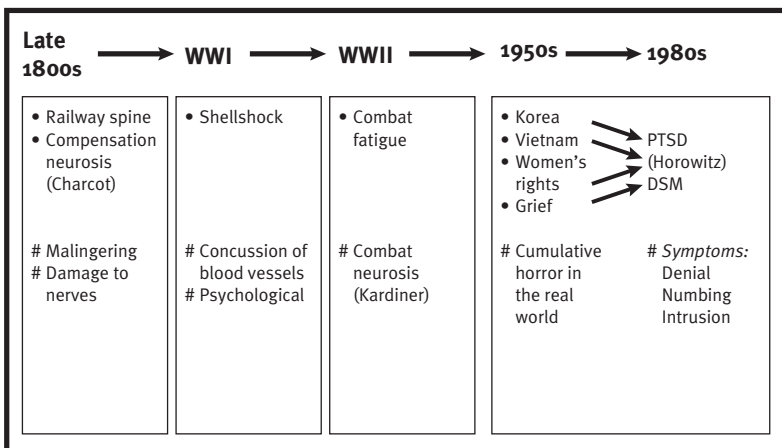 Late
1800s
WWI
WWII
1950s
1980s
• Railway spine
• Compensation
neurosis
(Charcot)
# Malingering
# Damage to
nerves
• Shellshock
# Concussion of
blood vessels
# Psychological
• Combat
fatigue
# Combat
neurosis
(Kardiner)
• Korea
• Vietnam
• Women's
rights
• Grief
# Cumulative
horror in
the real
world
PTSD
(Horowitz)
DSM
# Symptoms:
Denial
Numbing
Intrusion